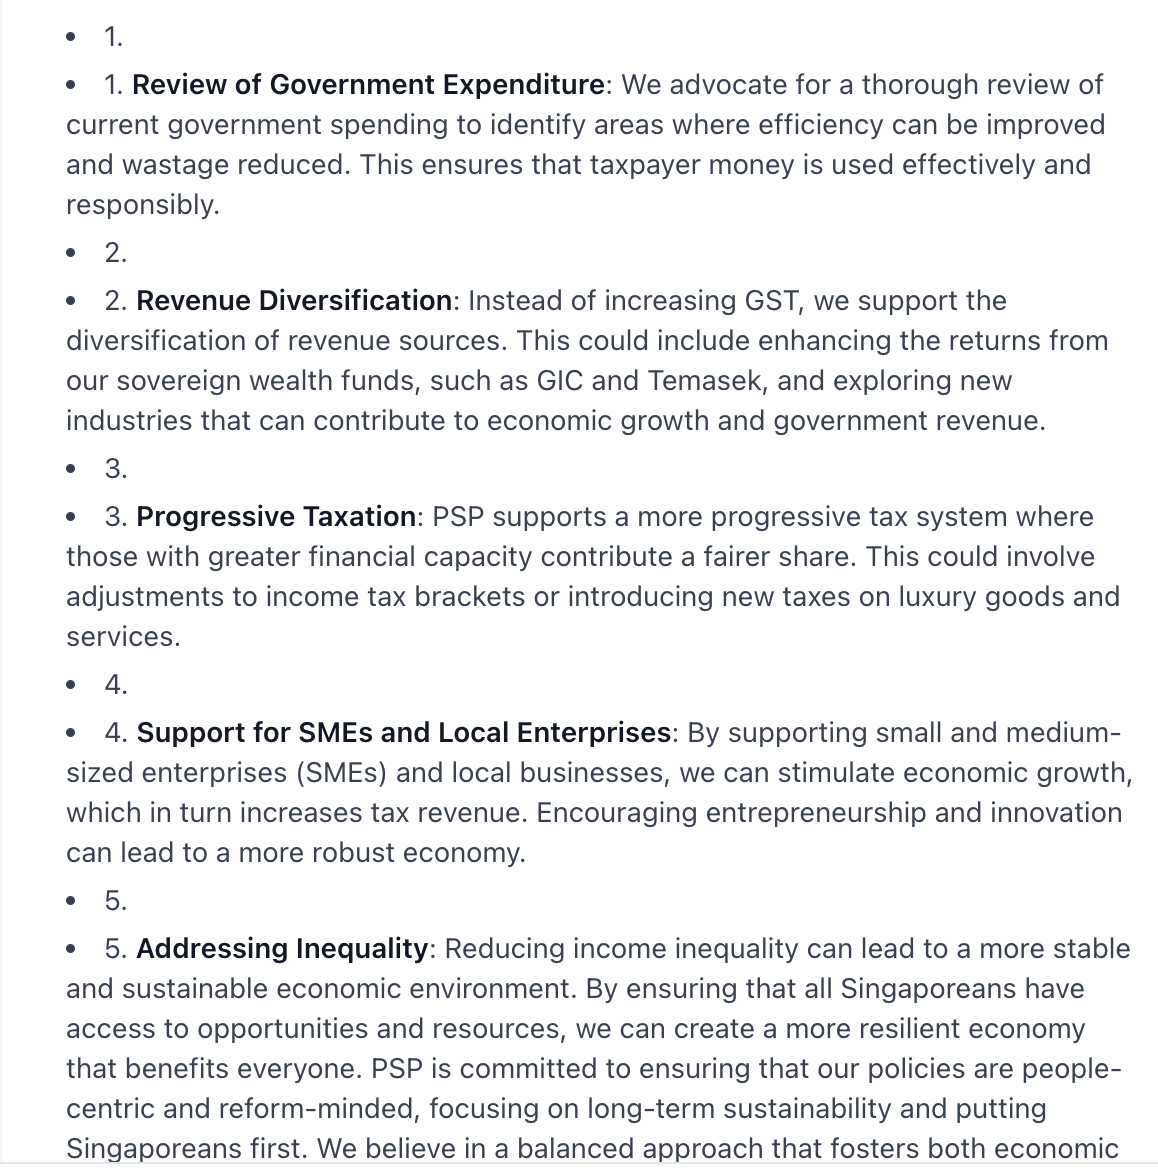 • 1.
• 1. Review of Government Expenditure: We advocate for a thorough review of
current government spending to identify areas where efficiency can be improved
and wastage reduced. This ensures that taxpayer money is used effectively and
responsibly.
• 2.
• 2. Revenue Diversification: Instead of increasing GST, we support the
diversification of revenue sources. This could include enhancing the returns from
our sovereign wealth funds, such as GIC and Temasek, and exploring new
industries that can contribute to economic growth and government revenue.
• 3.
• 3. Progressive Taxation: PSP supports a more progressive tax system where
those with greater financial capacity contribute a fairer share. This could involve
adjustments to income tax brackets or introducing new taxes on luxury goods and
services.
• 4.
• 4. Support for SMEs and Local Enterprises: By supporting small and medium-
sized enterprises (SMEs) and local businesses, we can stimulate economic growth,
which in turn increases tax revenue. Encouraging entrepreneurship and innovation
can lead to a more robust economy.
• 5.
• 5. Addressing Inequality: Reducing income inequality can lead to a more stable
and sustainable economic environment. By ensuring that all Singaporeans have
access to opportunities and resources, we can create a more resilient economy
that benefits everyone. PSP is committed to ensuring that our policies are people-
centric and reform-minded, focusing on long-term sustainability and putting
Singaporeans first. We believe in a balanced approach that fosters both economic